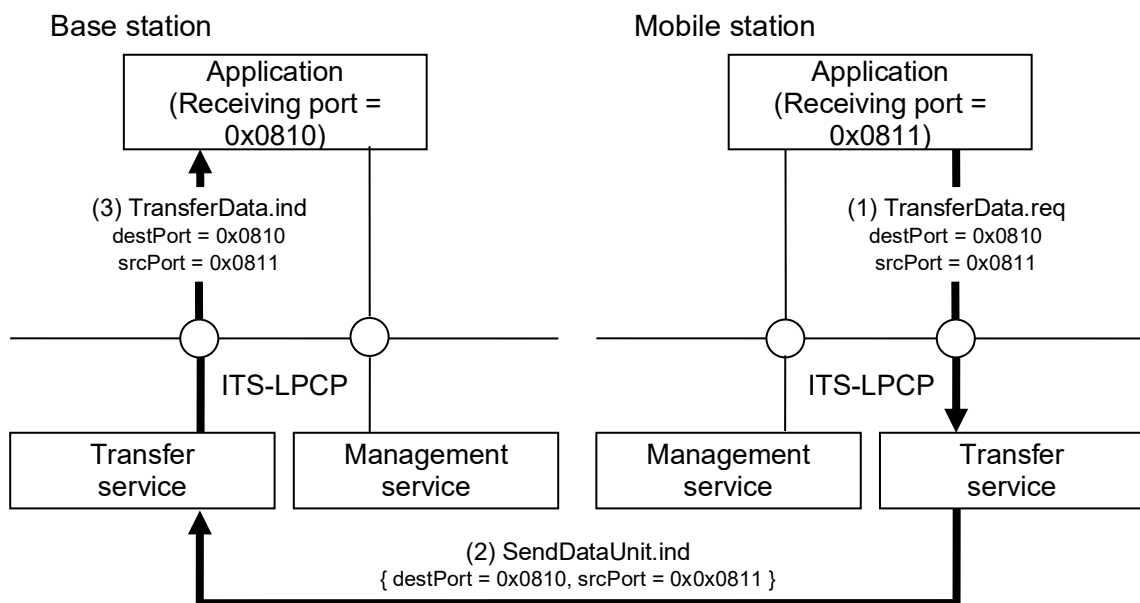 Base station
Mobile station
Application
(Receiving port =
0x0810)
Application
(Receiving port =
0x0811)
(3) TransferData.ind
destPort = 0x0810
srcPort = 0x0811
(1) TransferData.req
destPort = 0x0810
srcPort = 0x0811
ITS-LPCP
ITS-LPCP
Transfer
service
Management
service
Management
service
Transfer
service
(2) SendDataUnit.ind
{ destPort = 0x0810, srcPort = 0x0x0811 }